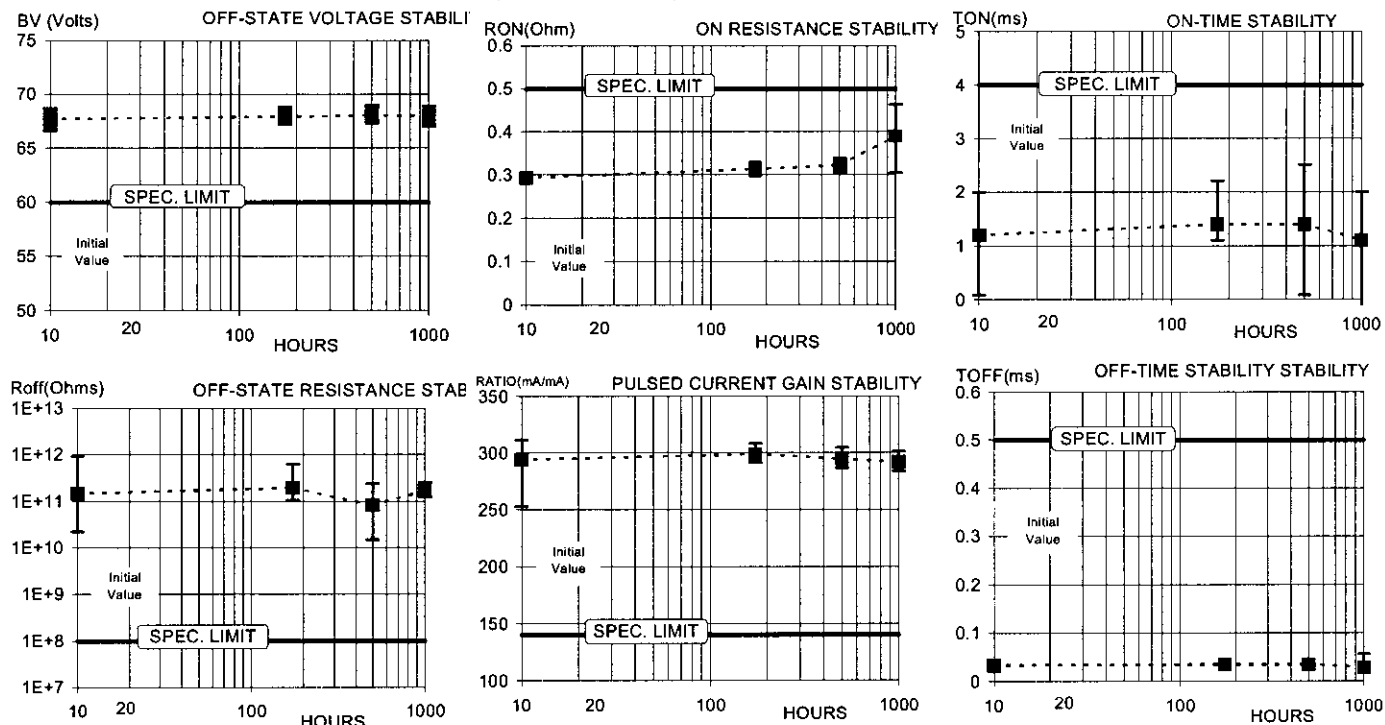 BV (Volts)
OFF-STATE VOLTAGE STABILI
75
70
65
60
55
50
SPEC. LIMIT
Initial
Value
10
20
100
1000
HOURS
RON(Ohm)
ON RESISTANCE STABILITY
0.6
0.5
0.4
0.3
0.2
0.1
0
SPEC. LIMIT
Initial
Value
10
20
100
1000
HOURS
TON(ms)
ON-TIME STABILITY
5
4
3
2
1
0
SPEC. LIMIT
Initial
Value
10
20
100
1000
HOURS
Roff(Ohms)
OFF-STATE RESISTANCE STAB
1E+13
1E+12
1E+11
1E+10
1E+9
1E+8
1E+7
Initial
Value
SPEC. LIMIT
10
20
100
1000
HOURS
RATIO(mA/mA)
PULSED CURRENT GAIN STABILITY
350
300
250
200
150
100
Initial
Value
SPEC. LIMIT
10
20
100
1000
HOURS
TOFF(ms)
OFF-TIME STABILITY STABILITY
0.6
0.5
0.4
0.3
0.2
0.1
0
SPEC. LIMIT
Initial
Value
10
20
100
1000
HOURS